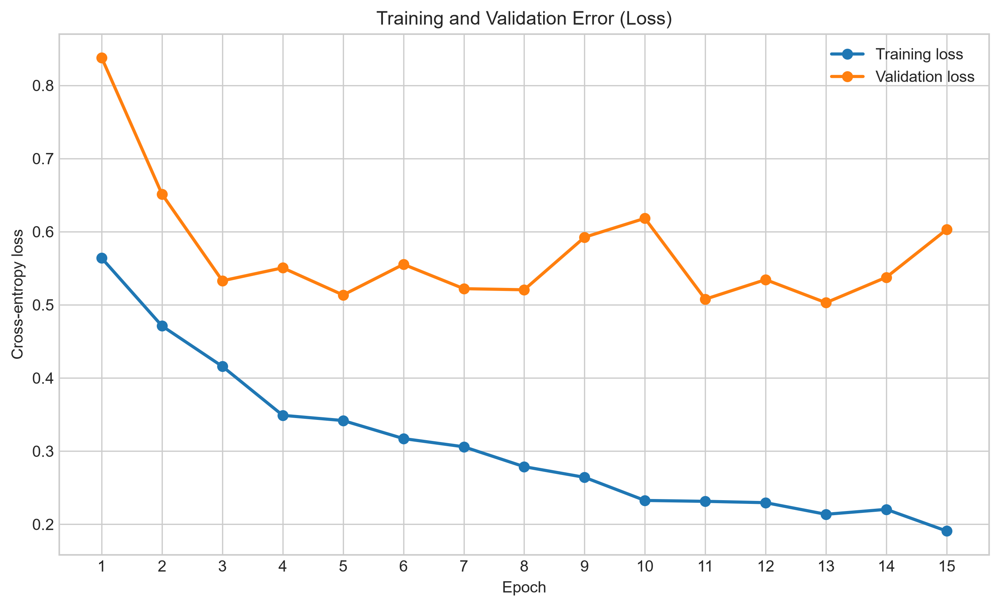 Training and Validation Error (Loss)
Training loss
Validation loss
Cross-entropy loss
0.8
0.7
0.6
0.5
0.4
0.3
0.2
1 2 3 4 5 6 7 8 9 10 11 12 13 14 15
Epoch